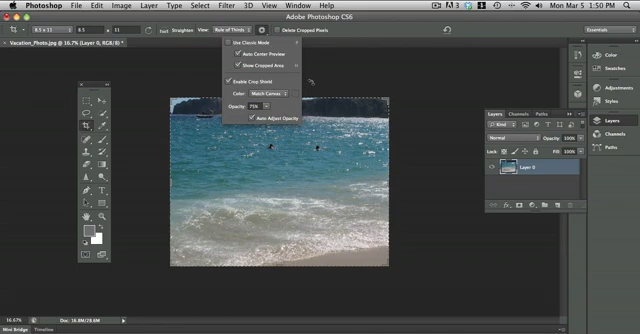 Photoshop File Edit Image Layer Type Select Filter 3D View Window Help Mon Mar 5 1:50 PM
Adobe Photoshop CS6
8.5 x 11 8.5 x 11 Straighten View: Rule of Thirds Delete Cropped Pixels Essentials
Vacation_Photo.jpg @ 16.7% (Layer 0, RGB/8) *
Use Classic Mode P
Auto Center Preview
Show Cropped Area H
Enable Crop Shield
Color: Match Canvas
Opacity: 75%
Auto Adjust Opacity
Color
Swatches
Adjustments
Styles
Layers
Channels
Paths
Layers Channels Paths
Kind
Normal Opacity: 100%
Lock: Fill: 100%
Layer 0
16.67% Doc: 28.6M/28.6M
Mini Bridge Timeline